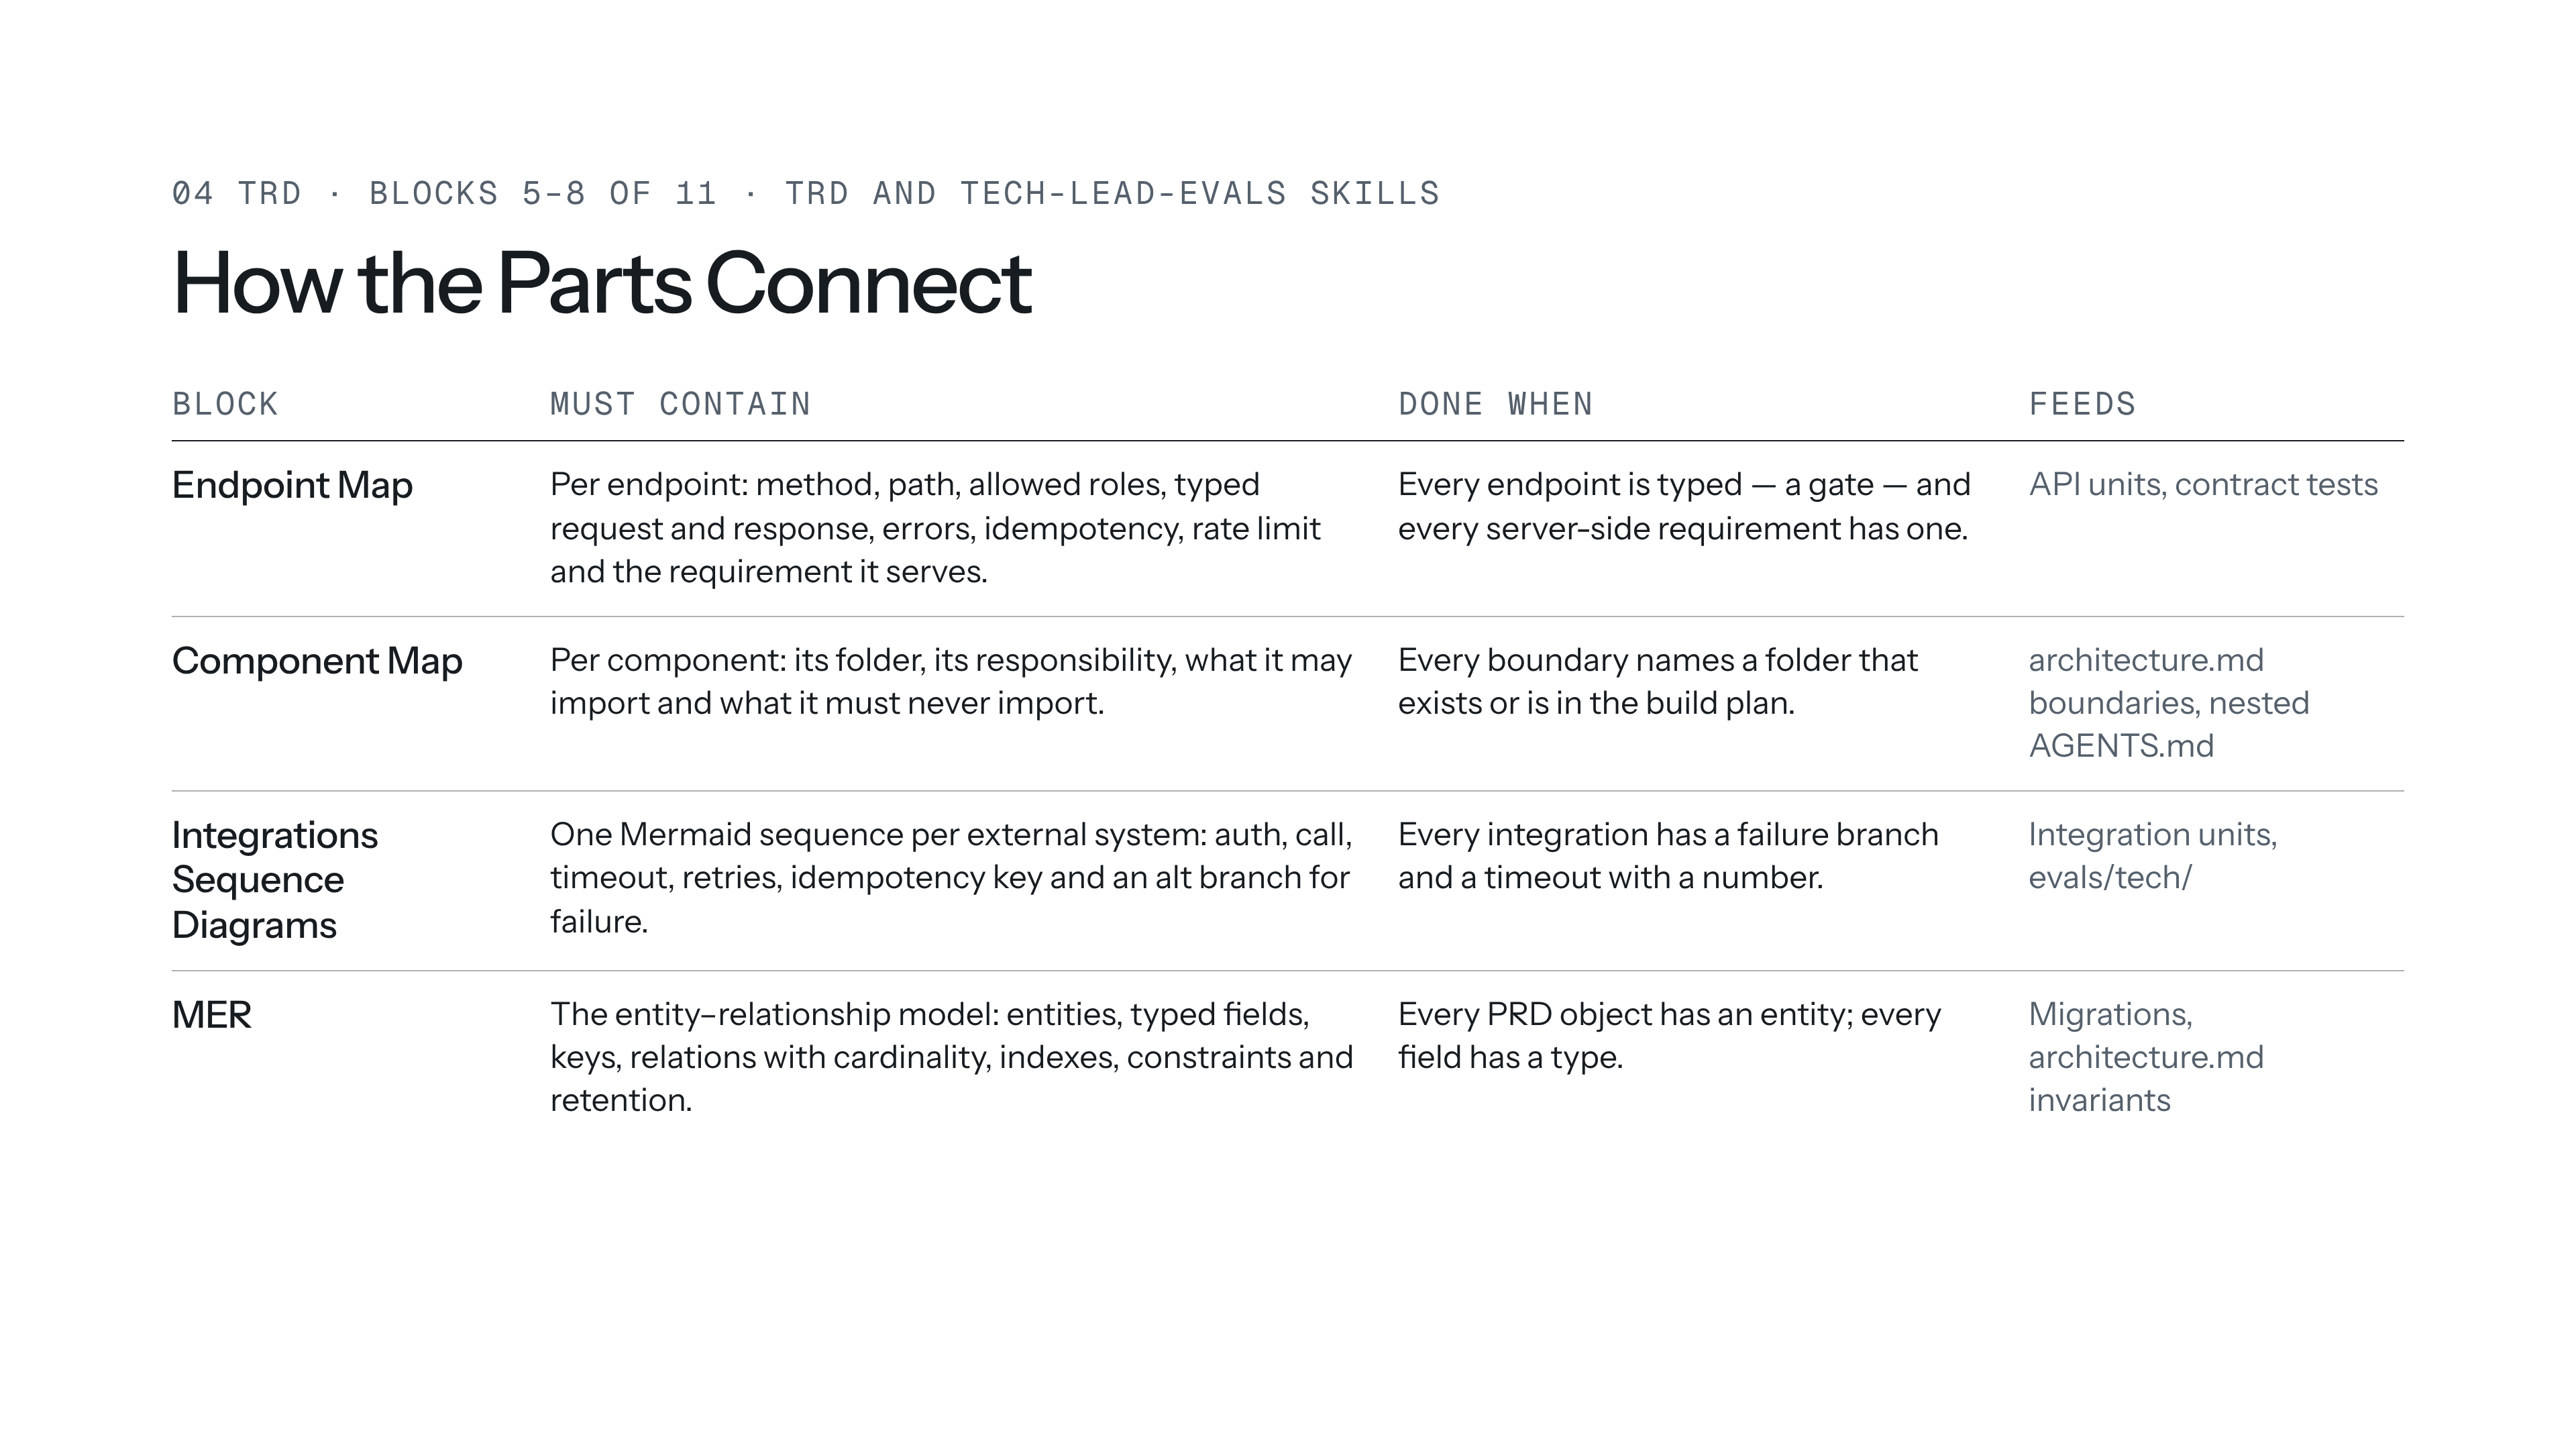 04 TRD · BLOCKS 5–8 OF 11 · TRD AND TECH-LEAD-EVALS SKILLS
How the Parts Connect
BLOCK MUST CONTAIN DONE WHEN FEEDS
Endpoint Map
Per endpoint: method, path, allowed roles, typed
request and response, errors, idempotency, rate limit
and the requirement it serves.
Every endpoint is typed — a gate — and
every server-side requirement has one.
API units, contract tests
Component Map
Per component: its folder, its responsibility, what it may
import and what it must never import.
Every boundary names a folder that
exists or is in the build plan.
architecture.md
boundaries, nested
AGENTS.md
Integrations
Sequence
Diagrams
One Mermaid sequence per external system: auth, call,
timeout, retries, idempotency key and an alt branch for
failure.
Every integration has a failure branch
and a timeout with a number.
Integration units,
evals/tech/
MER
The entity–relationship model: entities, typed fields,
keys, relations with cardinality, indexes, constraints and
retention.
Every PRD object has an entity; every
field has a type.
Migrations,
architecture.md
invariants